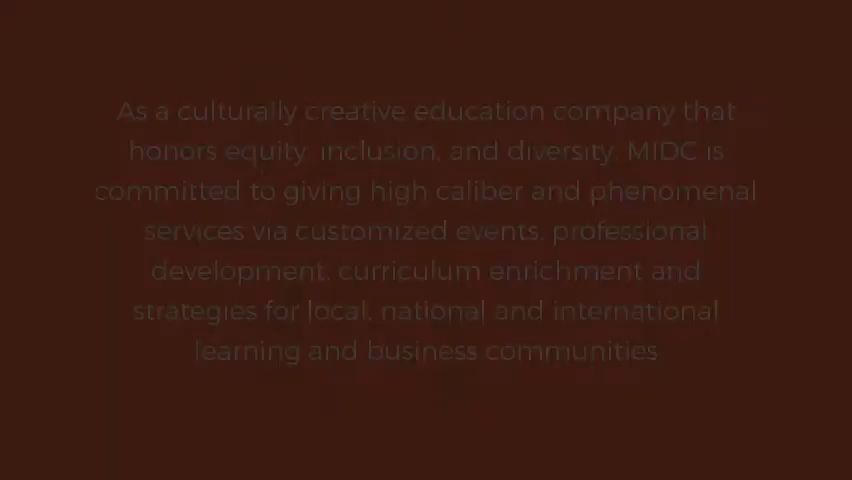 As a culturally creative education company that
honors equity, inclusion, and diversity, MIDC is
committed to giving high caliber and phenomenal
services via customized events, professional
development, curriculum enrichment and
strategies for local, national and international
learning and business communities